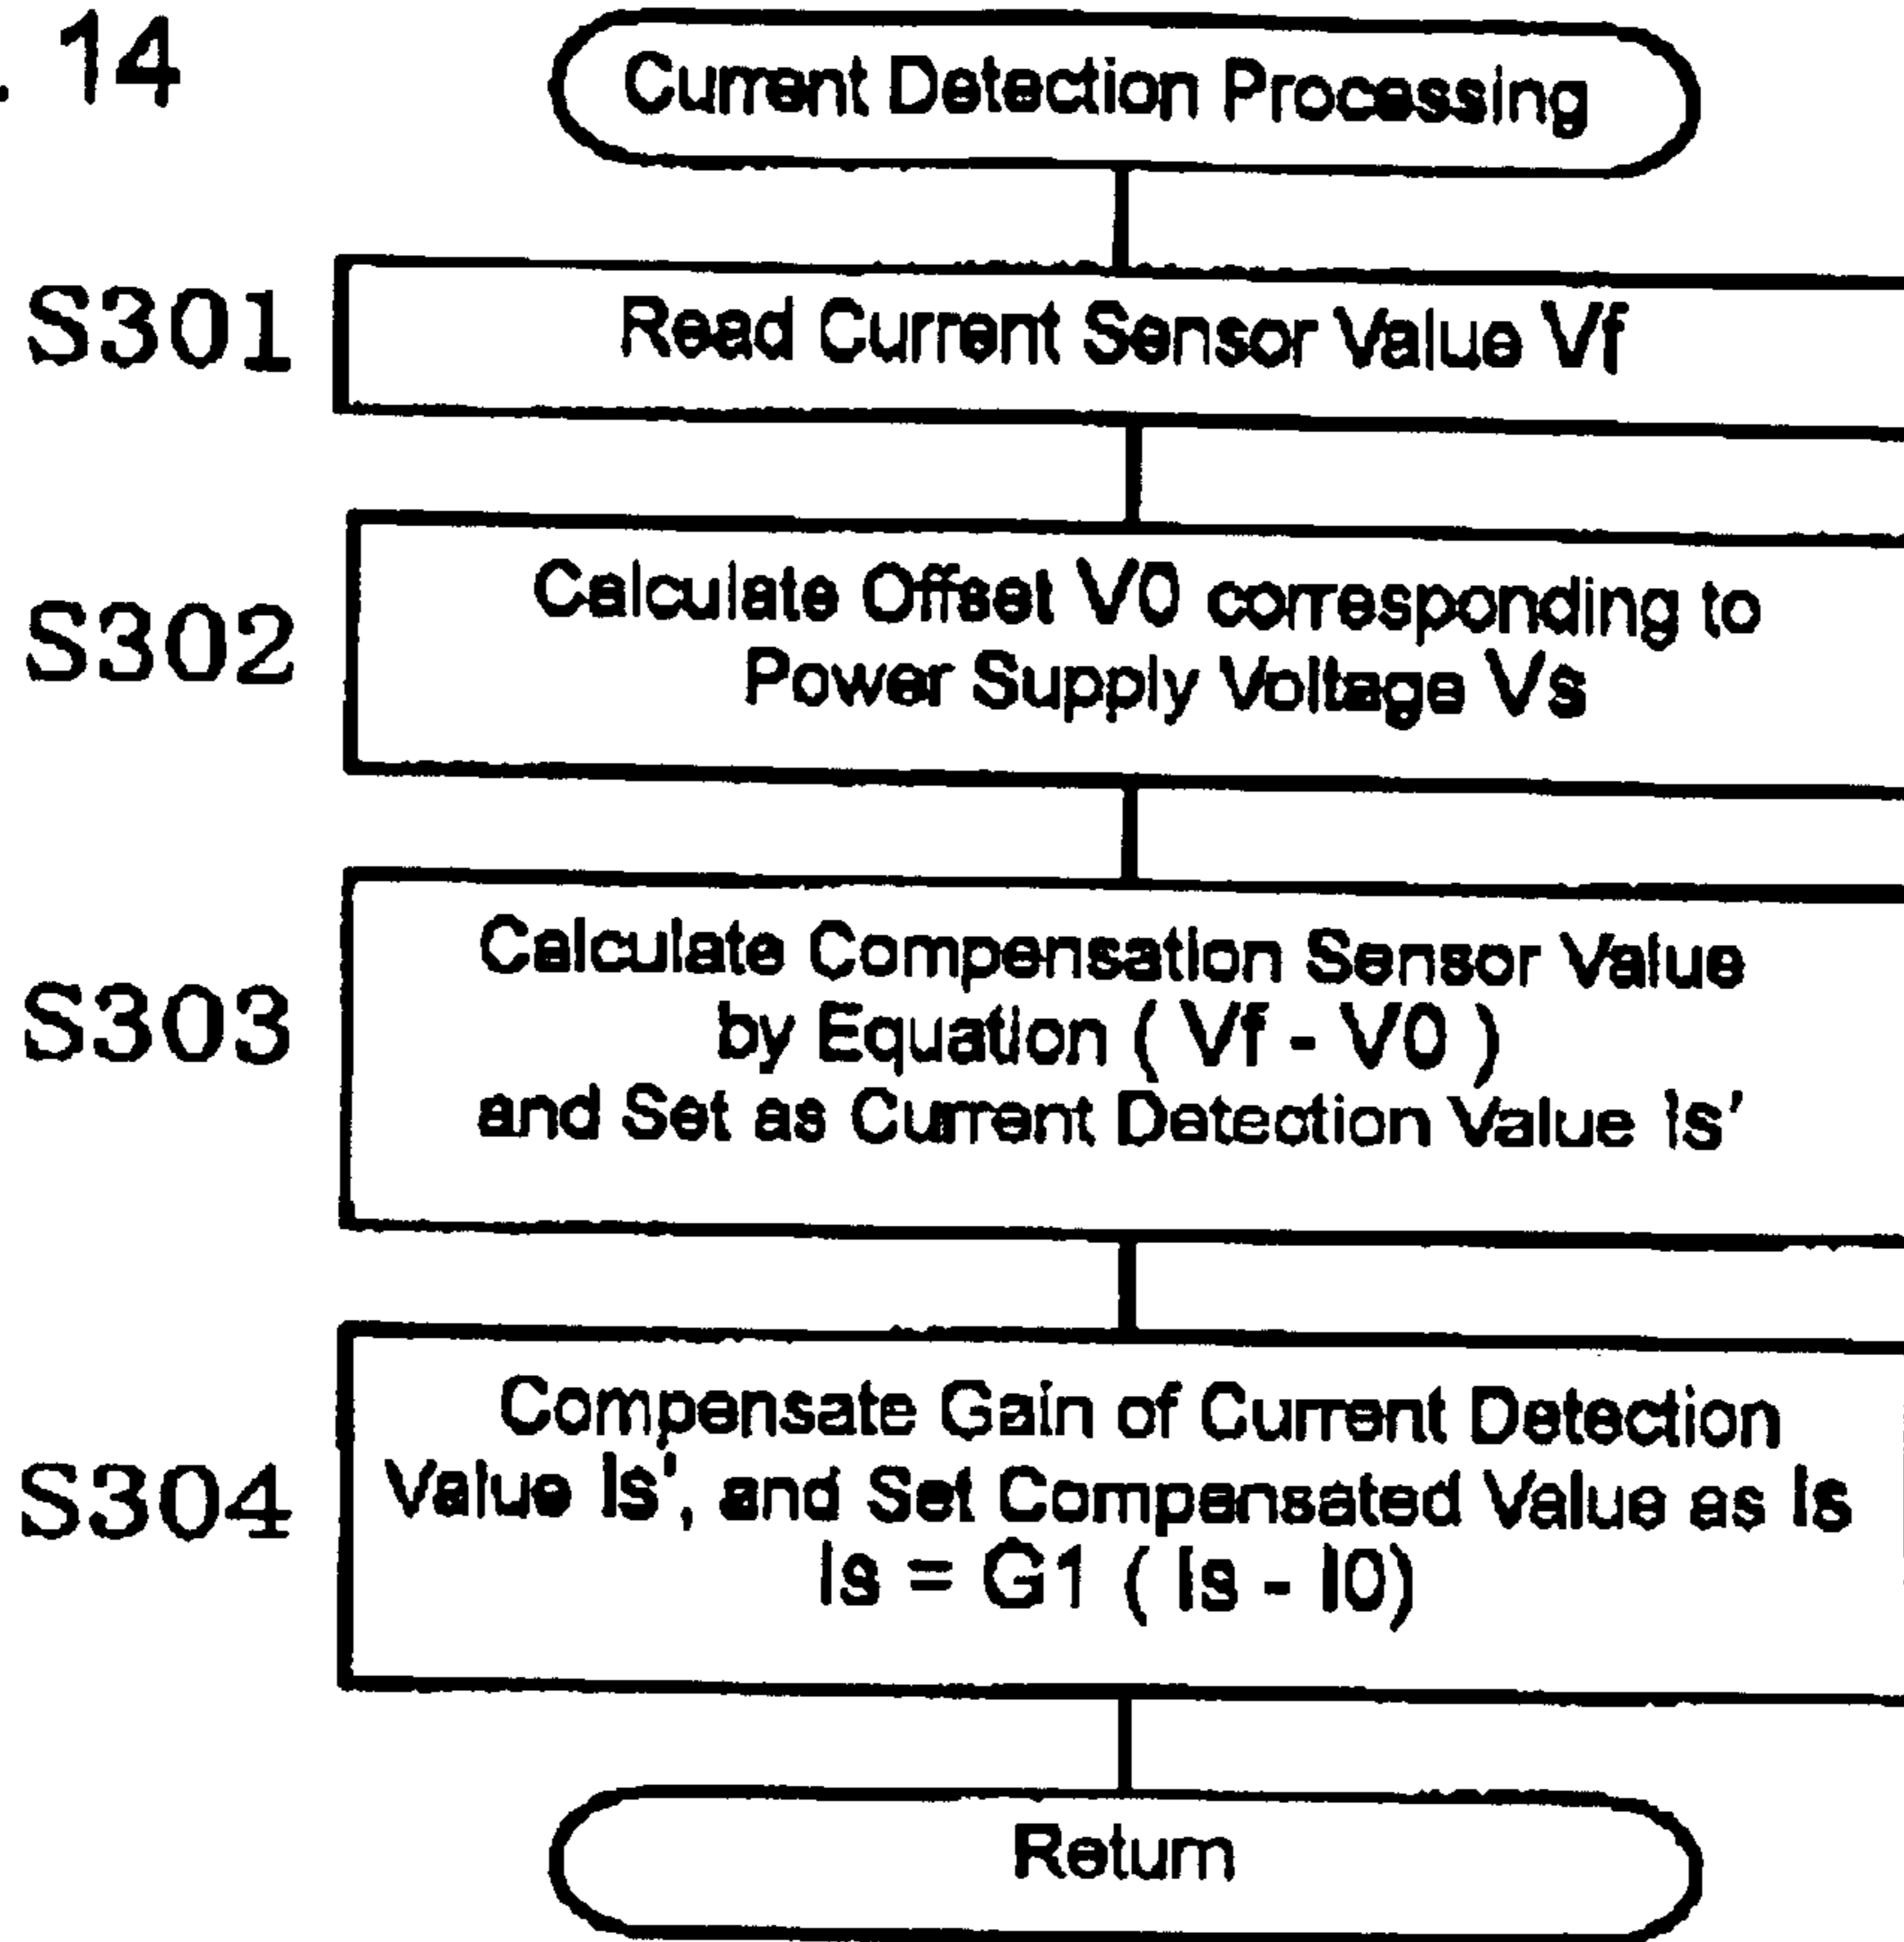 . 14
Current Detection Processing
S301
Read Current Sensor Value Vf
S302
Calculate Offset V0 corresponding to
Power Supply Voltage Vs
S303
Calculate Compensation Sensor Value
by Equation ( Vf - V0 )
and Set as Current Detection Value Is'
S304
Compensate Gain of Current Detection
Value Is', and Set Compensated Value as Is
Is = G1 ( Is - I0)
Return